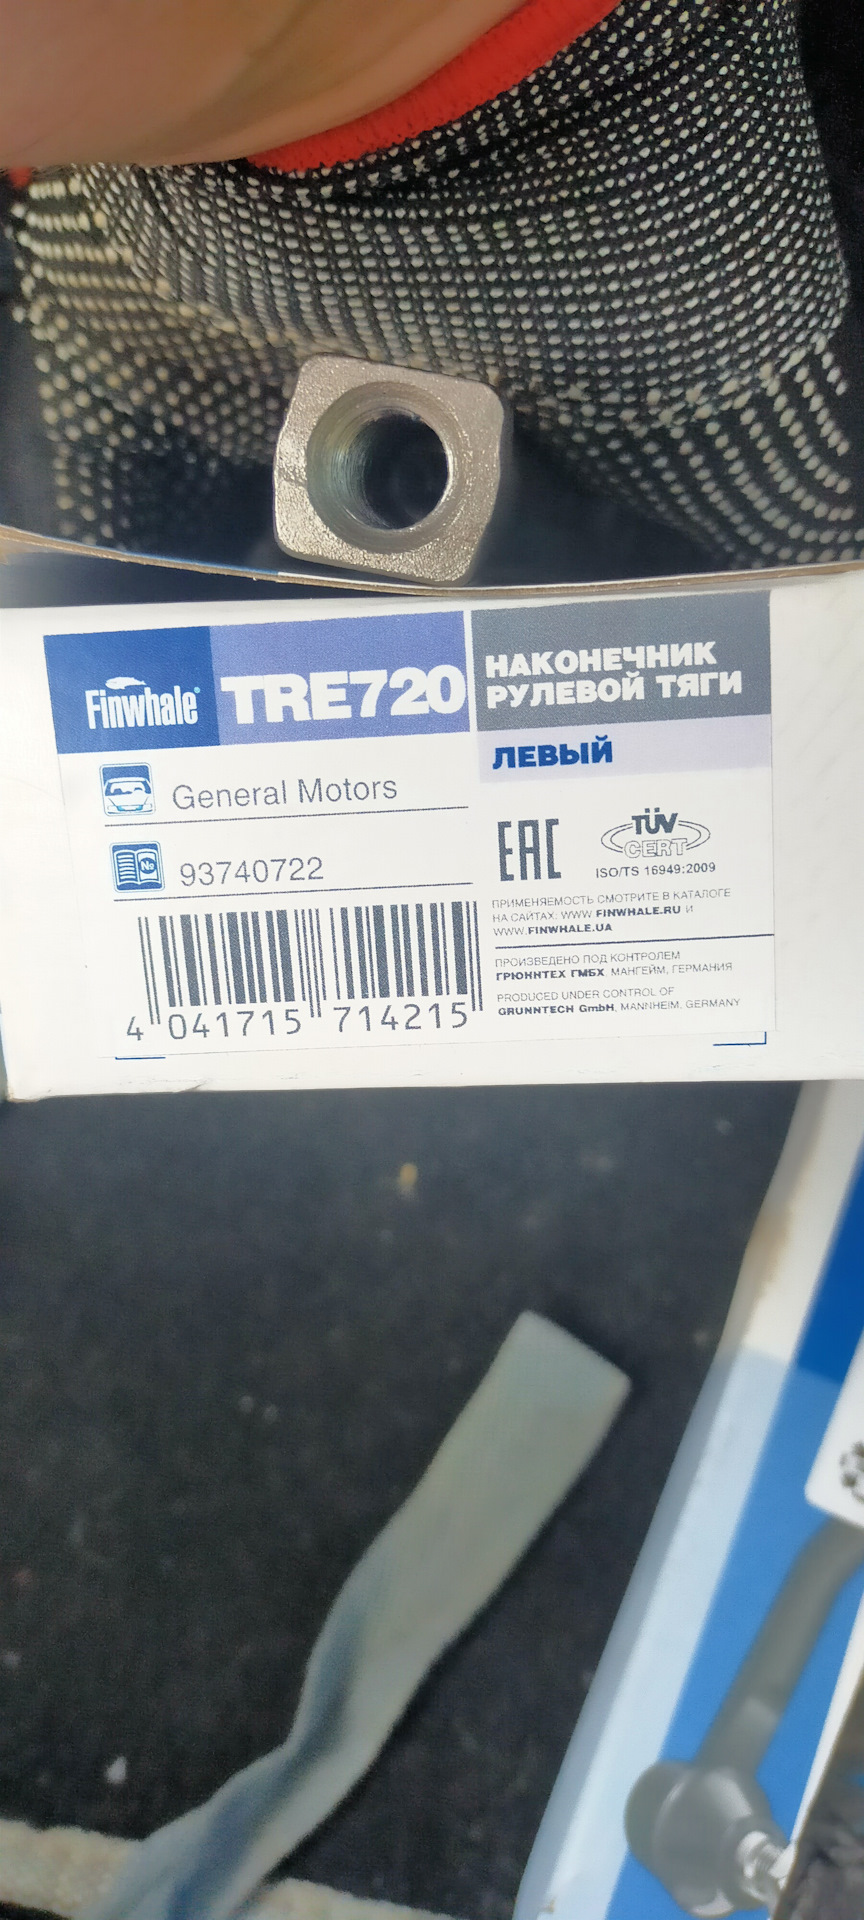 Finwhale
TRE720
НАКОНЕЧНИК
РУЛЕВОЙ ТЯГИ
ЛЕВЫЙ
General Motors
№ 93740722
EAC
TÜV
CERT
ISO/TS 16949:2009
ПРИМЕНЯЕМОСТЬ СМОТРИТЕ В КАТАЛОГЕ
НА САЙТАХ: WWW.FINWHALE.RU И
WWW.FINWHALE.UA
ПРОИЗВЕДЕНО ПОД КОНТРОЛЕМ
ГРЮННТЕХ ГМБХ, МАНГЕЙМ, ГЕРМАНИЯ
PRODUCED UNDER CONTROL OF
GRUNNTECH GmbH, MANNHEIM, GERMANY
4 041715 714215